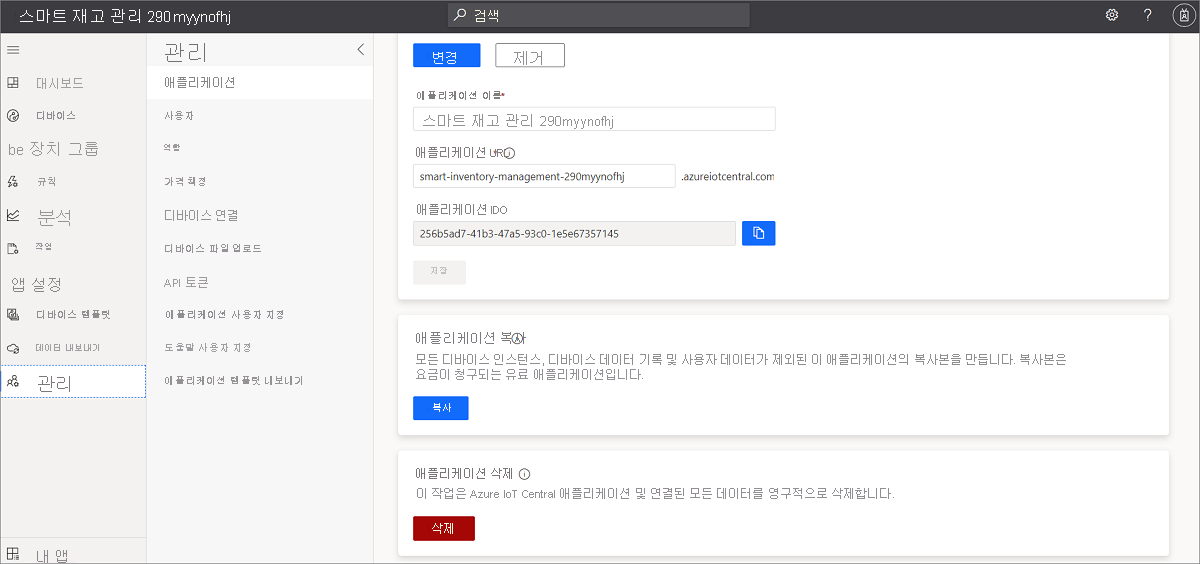 스마트 재고 관리 290 myynofhj
검색
?
대시보드
디바이스
be 장치 그룹
규칙
분석
작업
앱 설정
디바이스 템플릿
데이터 내보내기
관리
내 앱
관리
애플리케이션
사용자
역할
가격 책정
디바이스 연결
디바이스 파일 업로드
API 토큰
애플리케이션 사용자 지정
도움말 사용자 지정
애플리케이션 템플릿 내보내기
변경 제거
애플리케이션 이름*
스마트 재고 관리 290myynofhj
애플리케이션 URL
smart-inventory-management-290myynofhj .azureiotcentral.com
애플리케이션 IDO
256b5ad7-41b3-47a5-93c0-1e5e67357145
저장
애플리케이션 복사
모든 디바이스 인스턴스, 디바이스 데이터 기록 및 사용자 데이터가 제외된 이 애플리케이션의 복사본을 만듭니다. 복사본은
요금이 청구되는 유료 애플리케이션입니다.
복사
애플리케이션 삭제
이 작업은 Azure IoT Central 애플리케이션 및 연결된 모든 데이터를 영구적으로 삭제합니다.
삭제